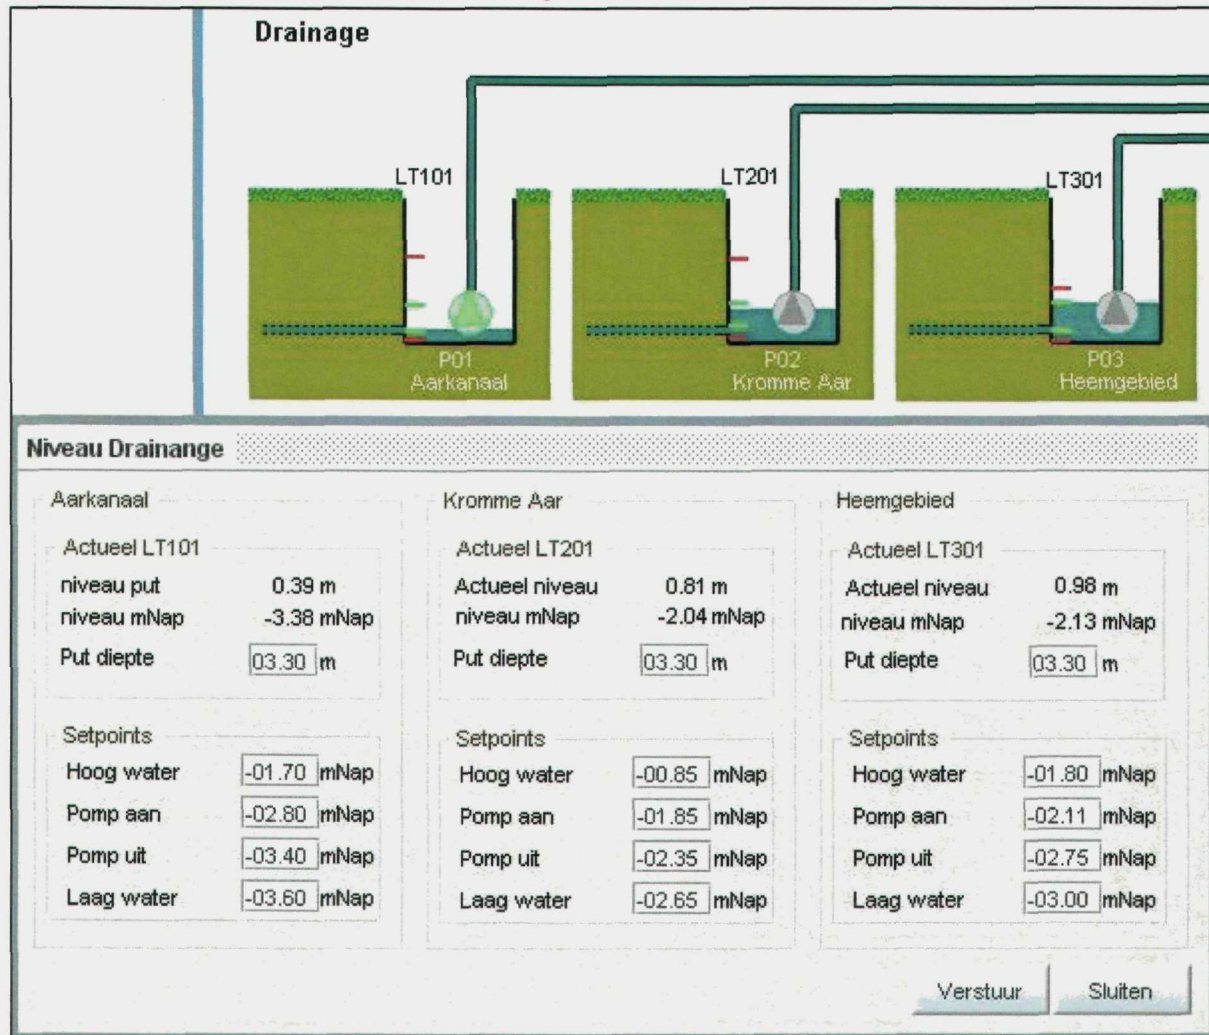 Drainage
LT101
LT201
LT301
P01
Aarkanaal
P02
Kromme Aar
P03
Heemgebied
Niveau Drainange
Aarkanaal
Actueel LT101
niveau put 0.39 m
niveau mNap -3.38 mNap
Put diepte 03.30 m
Setpoints
Hoog water -01.70 mNap
Pomp aan -02.80 mNap
Pomp uit -03.40 mNap
Laag water -03.60 mNap
Kromme Aar
Actueel LT201
Actueel niveau 0.81 m
niveau mNap -2.04 mNap
Put diepte 03.30 m
Setpoints
Hoog water -00.85 mNap
Pomp aan -01.85 mNap
Pomp uit -02.35 mNap
Laag water -02.65 mNap
Heemgebied
Actueel LT301
Actueel niveau 0.98 m
niveau mNap -2.13 mNap
Put diepte 03.30 m
Setpoints
Hoog water -01.80 mNap
Pomp aan -02.11 mNap
Pomp uit -02.75 mNap
Laag water -03.00 mNap
Verstuur
Sluiten